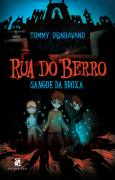 TOMMY DONBAVAND
RUA DO BERRO
SANGUE DA BRUXA